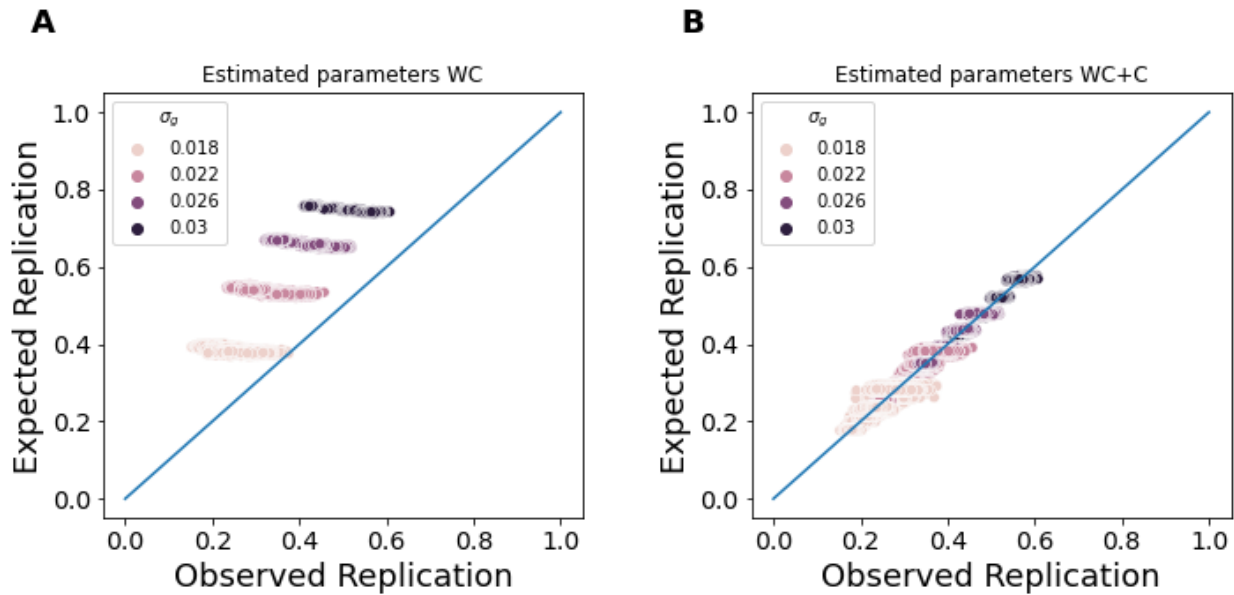 A
B
Estimated parameters WC
Estimated parameters WC+C
Expected Replication
1.0
0.8
0.6
0.4
0.2
0.0
σg
0.018
0.022
0.026
0.03
0.0 0.2 0.4 0.6 0.8 1.0
Observed Replication
Expected Replication
1.0
0.8
0.6
0.4
0.2
0.0
σg
0.018
0.022
0.026
0.03
0.0 0.2 0.4 0.6 0.8 1.0
Observed Replication